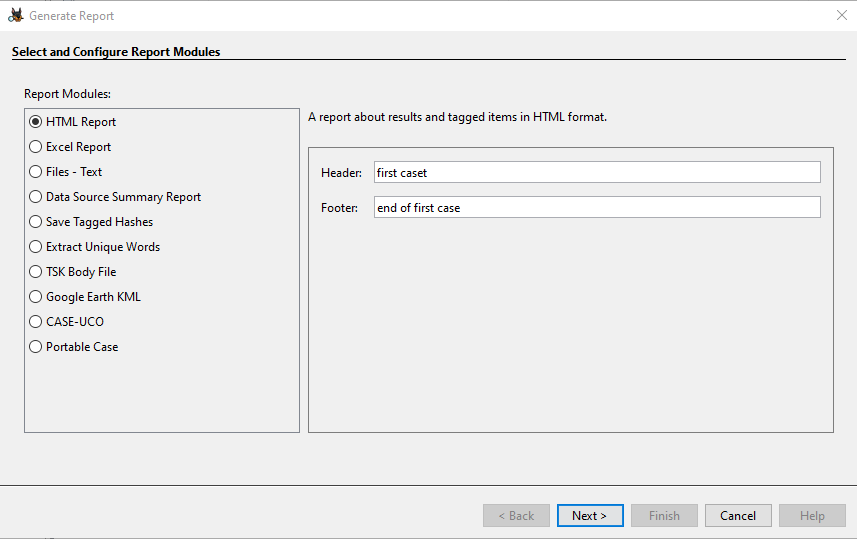 Generate Report
Select and Configure Report Modules
Report Modules:
HTML Report
Excel Report
Files - Text
Data Source Summary Report
Save Tagged Hashes
Extract Unique Words
TSK Body File
Google Earth KML
CASE-UCO
Portable Case
A report about results and tagged items in HTML format.
Header: first caset
Footer: end of first case
< Back Next > Finish Cancel Help